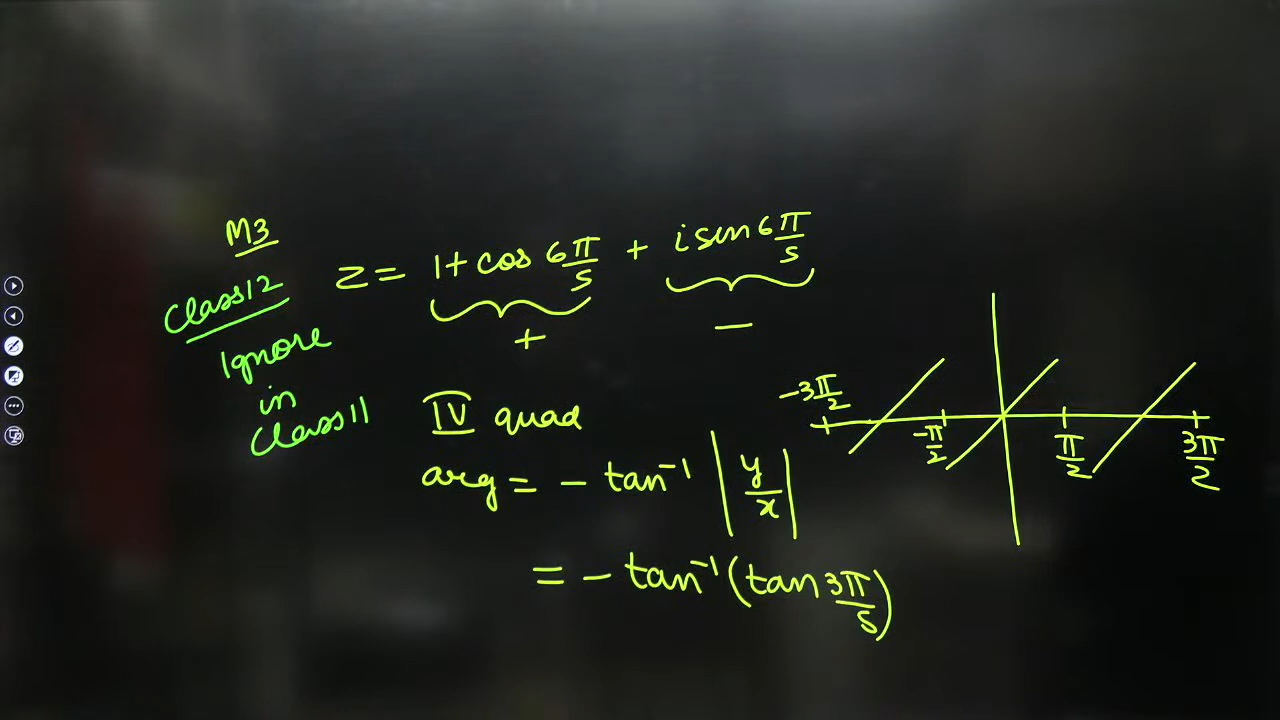 M3
Class12
Ignore
in
Class11
z = 1 + cos 6π/5 + i sin 6π/5
+ −
IV quad
arg = − tan⁻¹ |y/x|
= − tan⁻¹ (tan 3π/5)
−3π/2 −π/2 π/2 3π/2